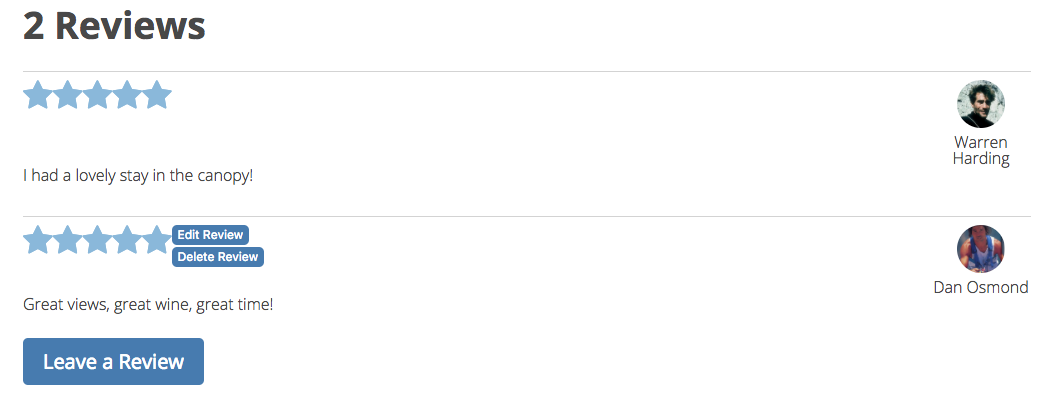 2 Reviews
Warren
Harding
I had a lovely stay in the canopy!
Edit Review
Delete Review
Dan Osmond
Great views, great wine, great time!
Leave a Review